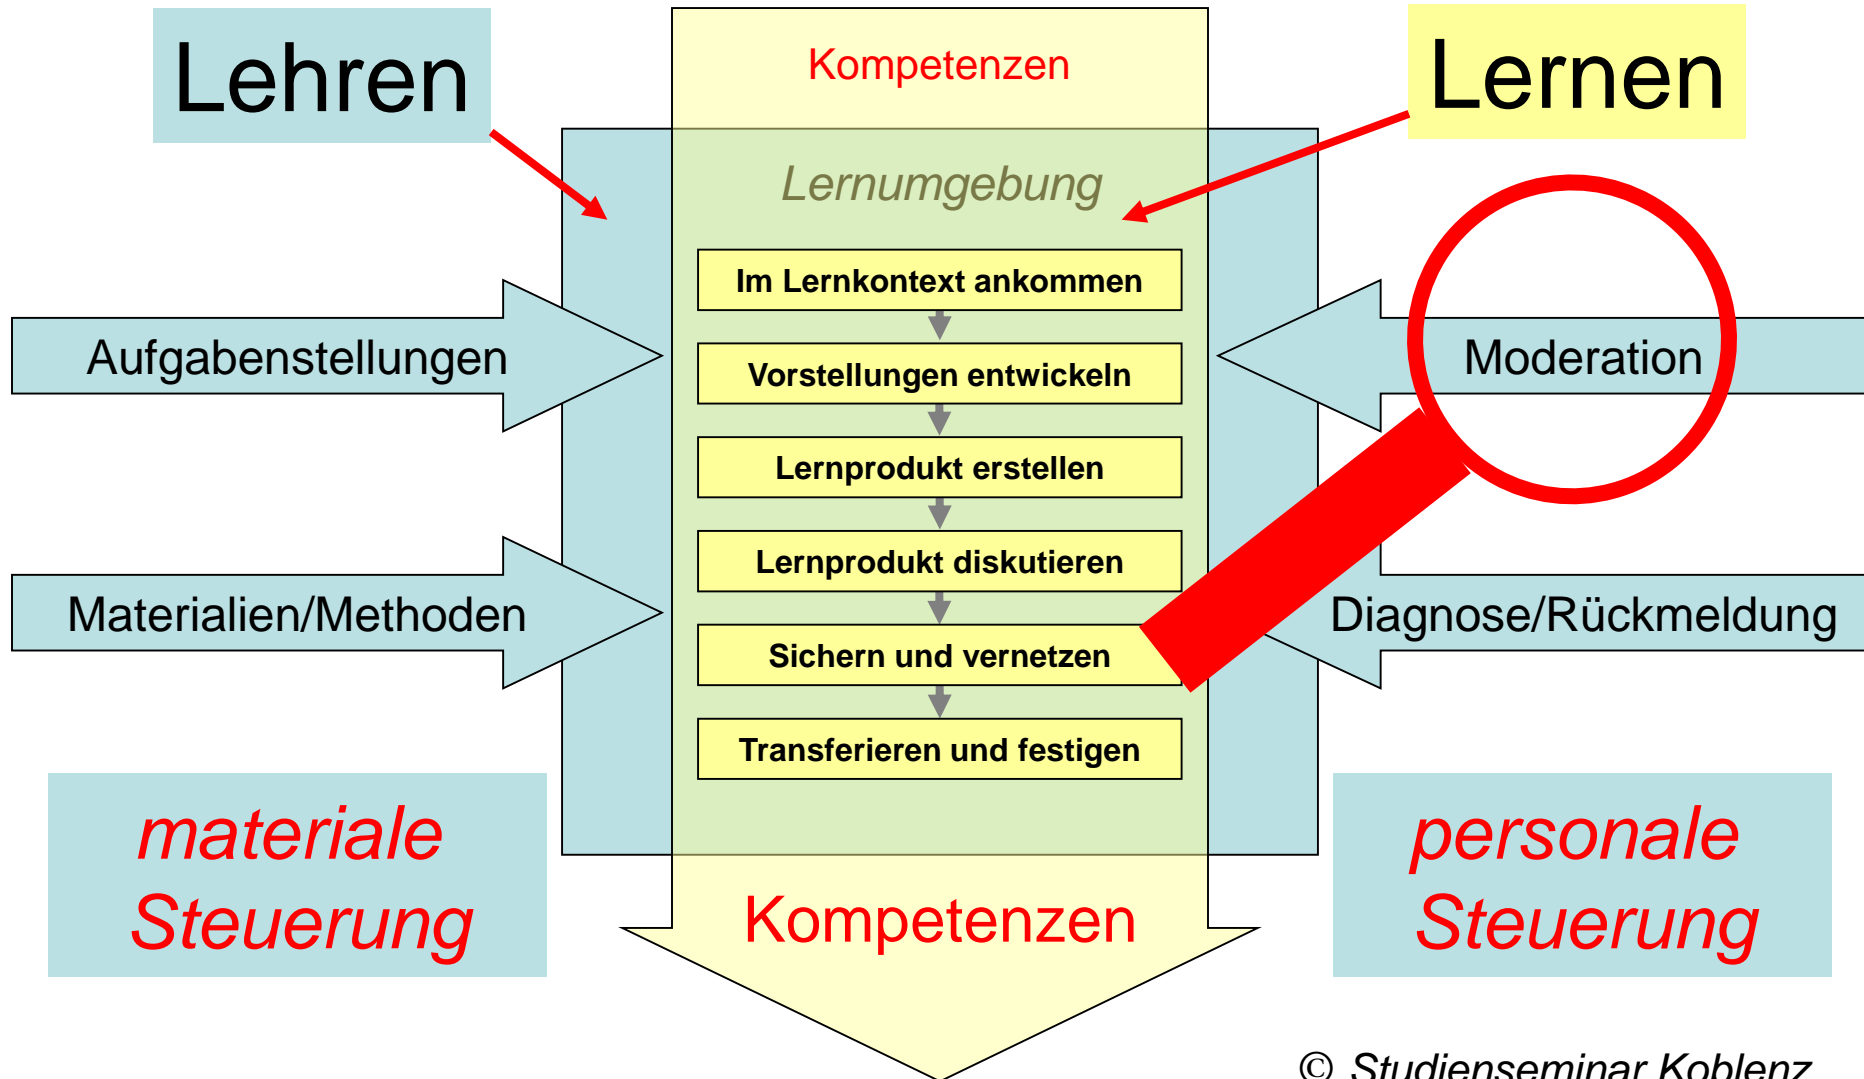 Lehren
Kompetenzen
Lernen
Lernumgebung
Im Lernkontext ankommen
Aufgabenstellungen
Vorstellungen entwickeln
Moderation
Lernprodukt erstellen
Lernprodukt diskutieren
Materialien/Methoden
Sichern und vernetzen
Diagnose/Rückmeldung
Transferieren und festigen
materiale
Steuerung
Kompetenzen
personale
Steuerung
© Studienseminar Koblenz